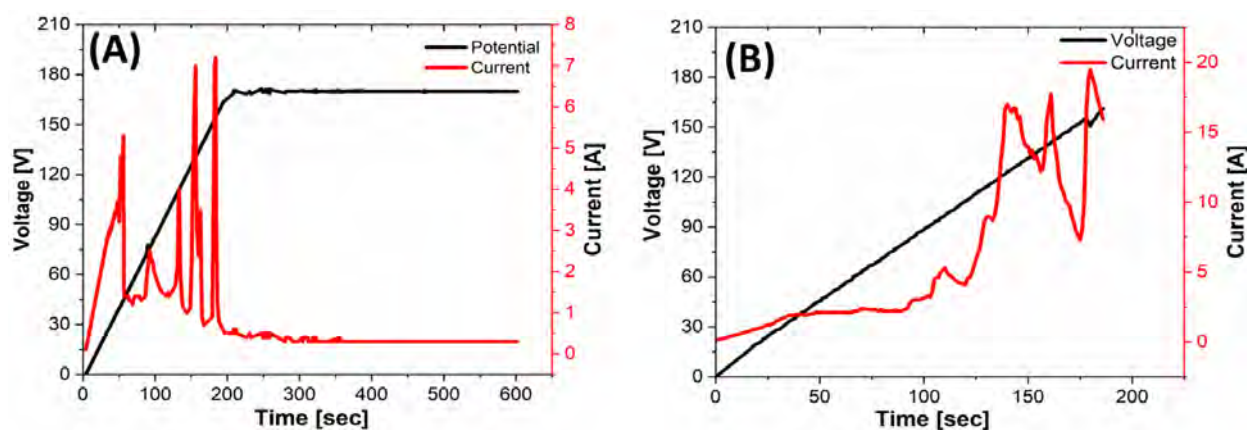 (A)
Potential
Current
Voltage [V]
210
180
150
120
90
60
30
0
8
7
6
5
4
3
2
1
0
Current [A]
0 100 200 300 400 500 600
Time [sec]
(B)
Voltage
Current
Voltage [V]
210
180
150
120
90
60
30
0
20
15
10
5
0
Current [A]
0 50 100 150 200
Time [sec]